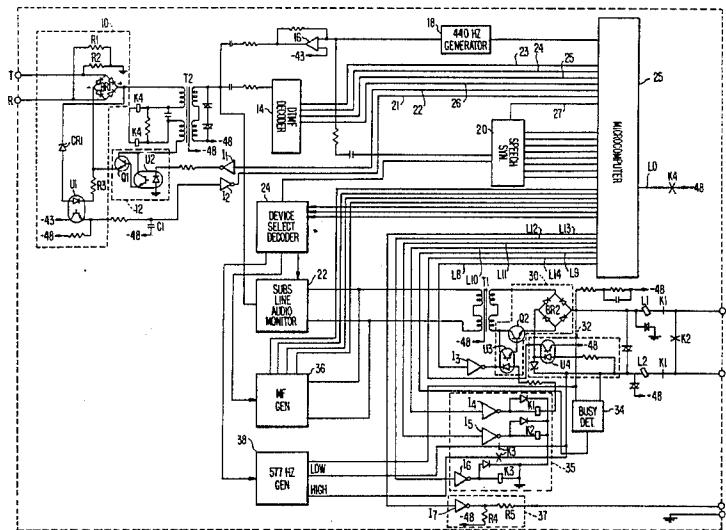 10
18
440 HZ
GENERATOR
R1
R2
16
-43
T
R
BR1
T2
K4
K4
-48
-48
14
DTMF
DECODER
23
24
25
21
22
26
27
25
MICROCOMPUTER
20
SPEECH
SYN.
L0
K4
-48
CR1
U2
Q1
R3
12
U1
-43
-48
-48
C1
I1
I2
24
DEVICE
SELECT
DECODER
22
SUBS
LINE
AUDIO
MONITOR
L12
L13
L8
L10
L11
L14
L9
T1
30
-48
Q2
BR2
-48
L1
K1
32
U3
-48
U4
K2
I3
L2
K1
-48
36
MF
GEN
34
BUSY
DET.
I4
K1
I5
K2
K3
I6
K3
35
38
577 HZ
GEN
LOW
HIGH
I7
-48
R4
R5
37